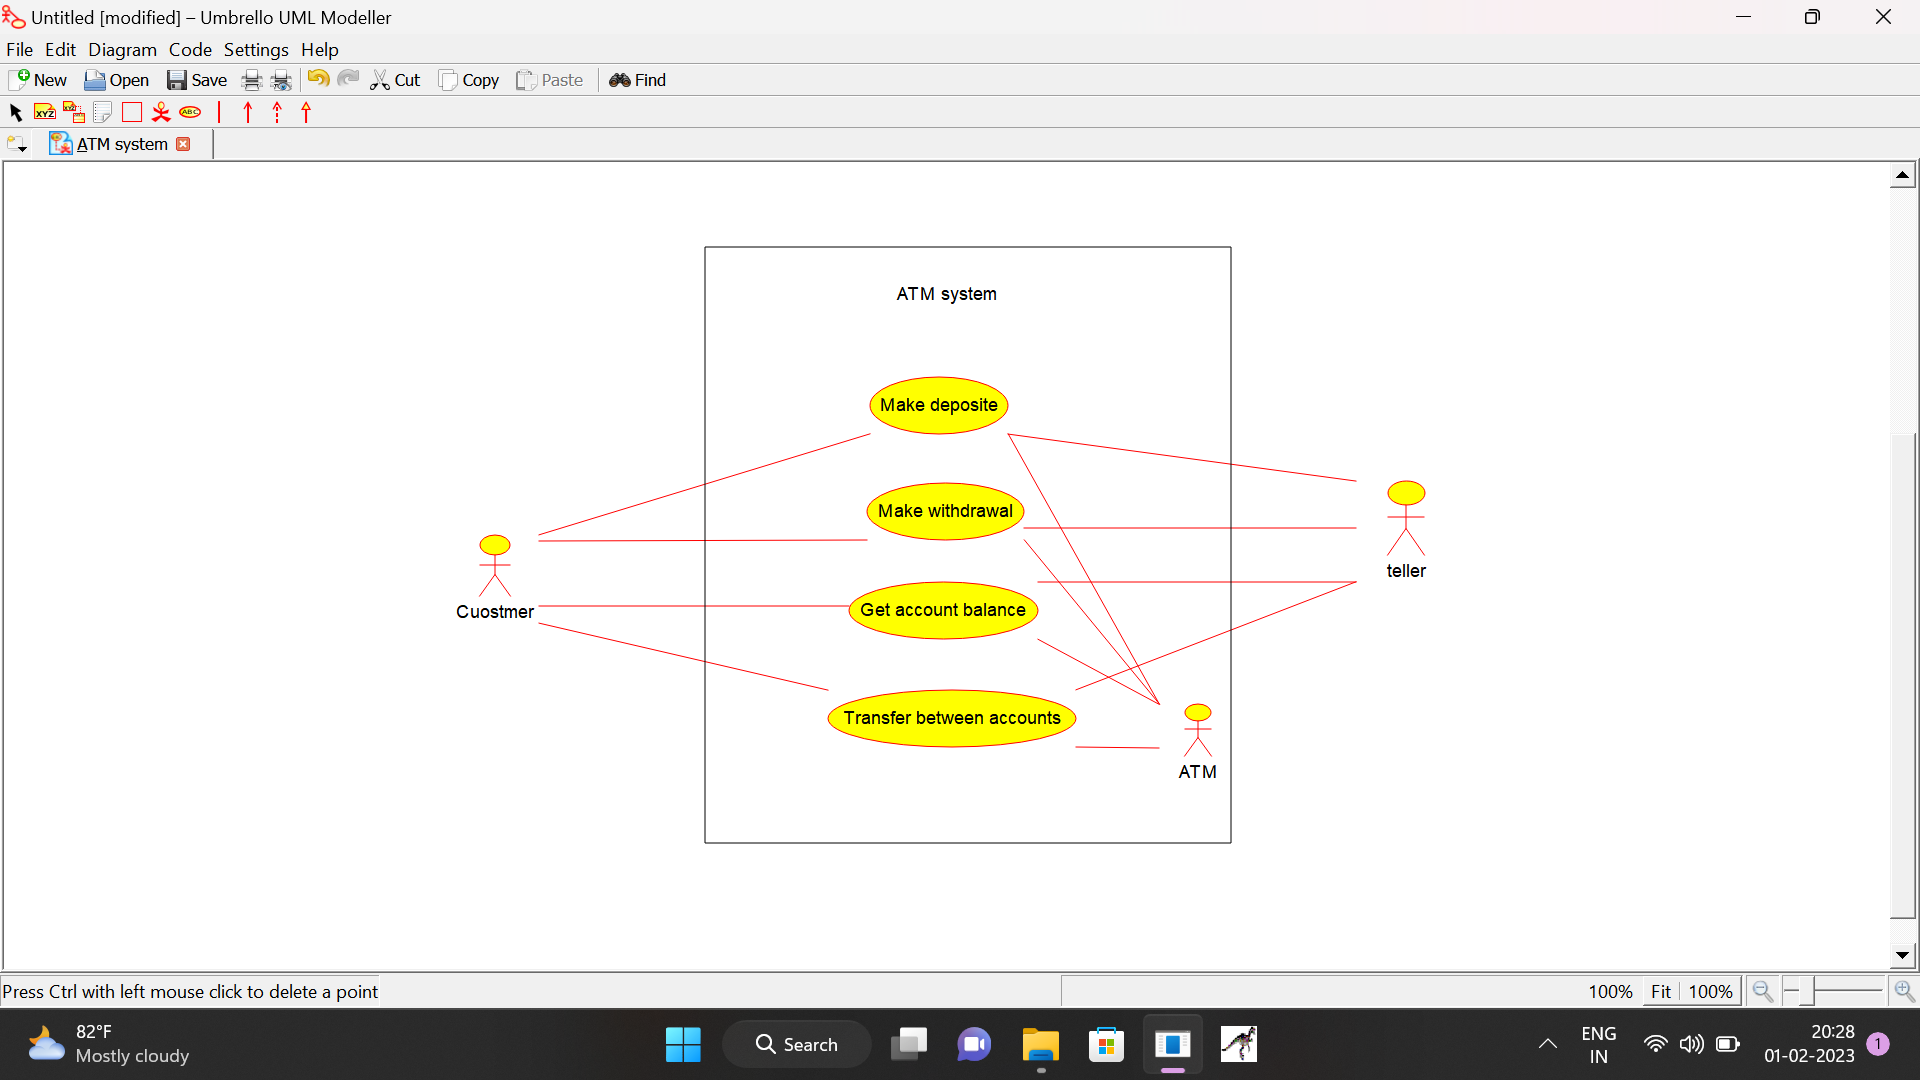 Untitled [modified] – Umbrello UML Modeller
File Edit Diagram Code Settings Help
New Open Save Cut Copy Paste Find
XYZ XYZ ABC
ATM system
ATM system
Make deposite
Make withdrawal
teller
Get account balance
Cuostmer
Transfer between accounts
ATM
Press Ctrl with left mouse click to delete a point 100% Fit 100%
82°F
Mostly cloudy
Search
ENG
IN
20:28
01-02-2023
1